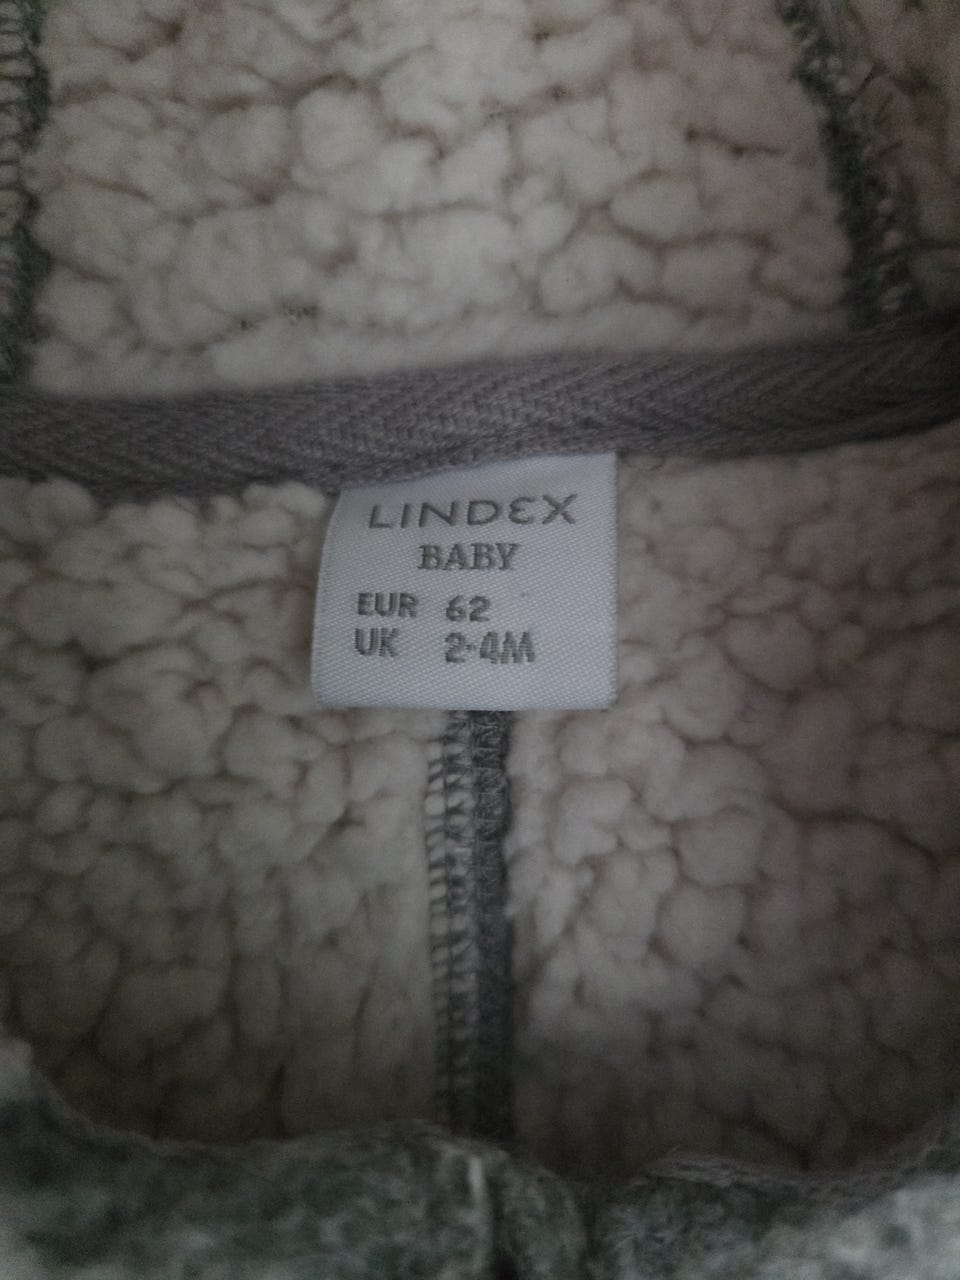 LINDEX
BABY
EUR 62
UK 2-4M